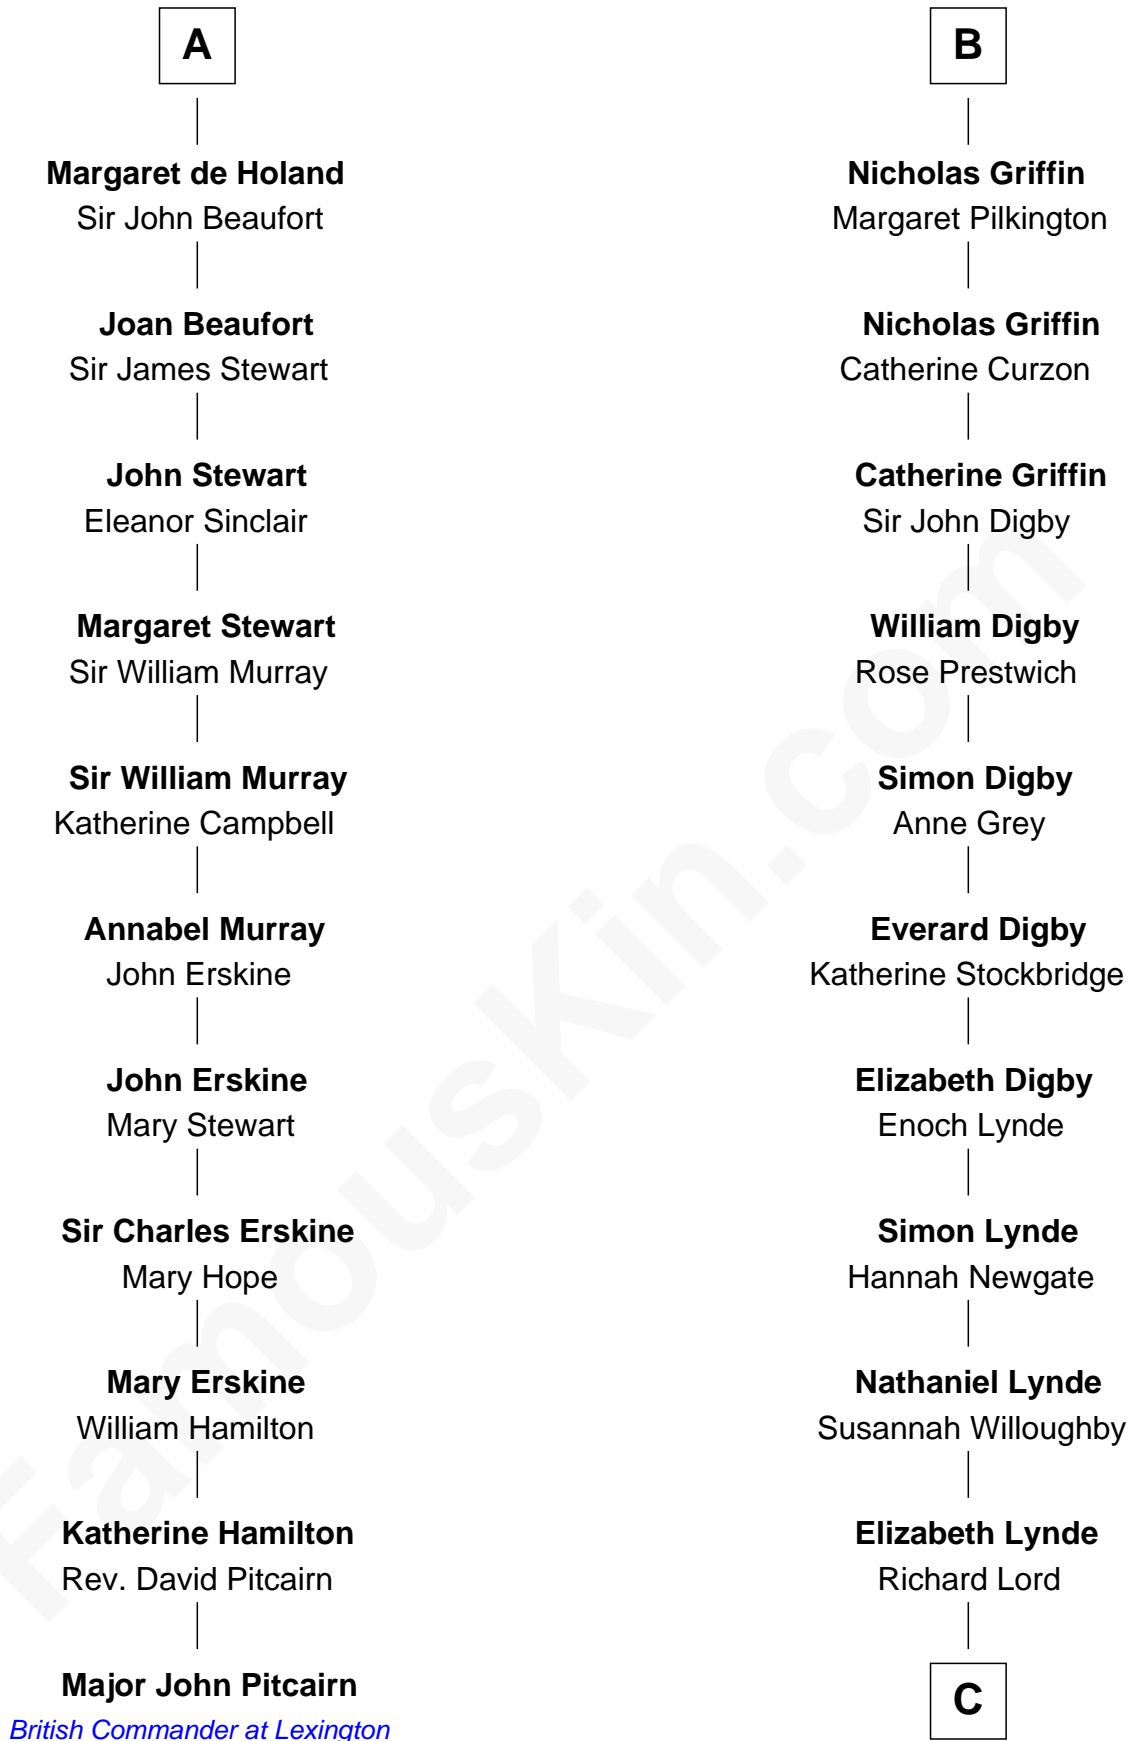 A
Margaret de Holand
Sir John Beaufort
Joan Beaufort
Sir James Stewart
John Stewart
Eleanor Sinclair
Margaret Stewart
Sir William Murray
Sir William Murray
Katherine Campbell
Annabel Murray
John Erskine
John Erskine
Mary Stewart
Sir Charles Erskine
Mary Hope
Mary Erskine
William Hamilton
Katherine Hamilton
Rev. David Pitcairn
Major John Pitcairn
British Commander at Lexington
B
Nicholas Griffin
Margaret Pilkington
Nicholas Griffin
Catherine Curzon
Catherine Griffin
Sir John Digby
William Digby
Rose Prestwich
Simon Digby
Anne Grey
Everard Digby
Katherine Stockbridge
Elizabeth Digby
Enoch Lynde
Simon Lynde
Hannah Newgate
Nathaniel Lynde
Susannah Willoughby
Elizabeth Lynde
Richard Lord
C
FamousKin.com